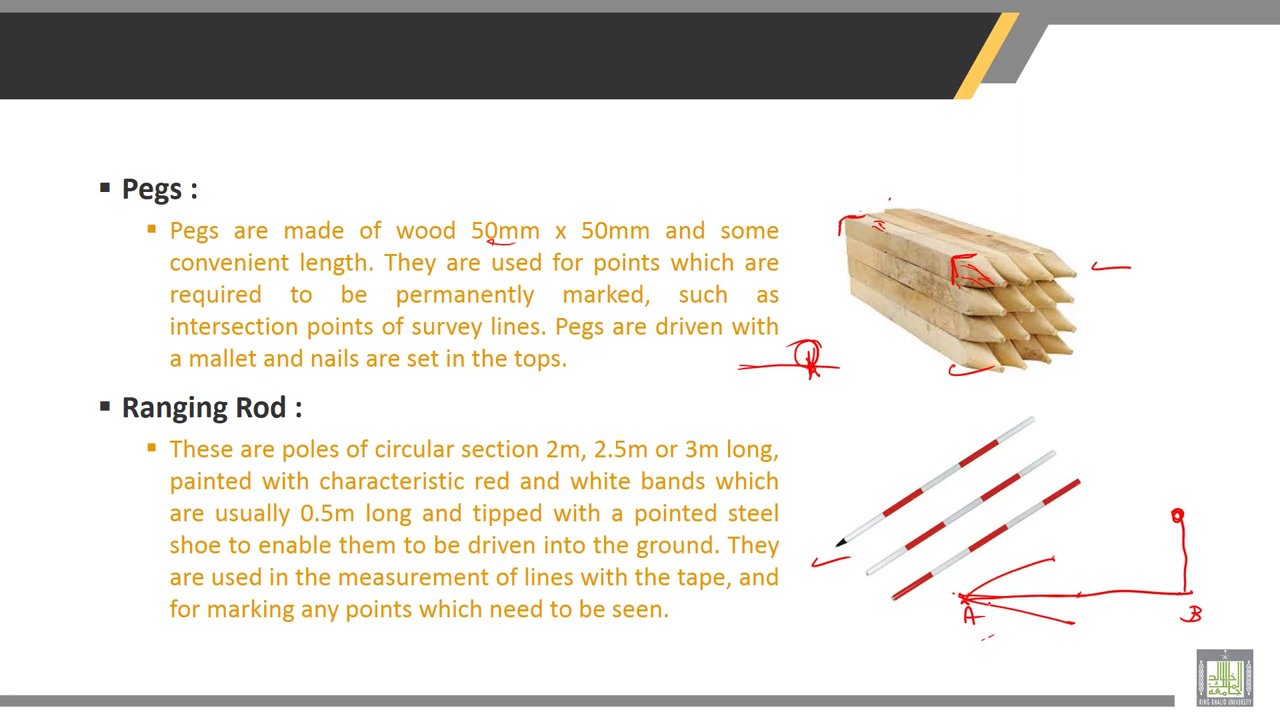 Pegs :
Pegs are made of wood 50mm x 50mm and some
convenient length. They are used for points which are
required to be permanently marked, such as
intersection points of survey lines. Pegs are driven with
a mallet and nails are set in the tops.
Ranging Rod :
These are poles of circular section 2m, 2.5m or 3m long,
painted with characteristic red and white bands which
are usually 0.5m long and tipped with a pointed steel
shoe to enable them to be driven into the ground. They
are used in the measurement of lines with the tape, and
for marking any points which need to be seen.
A
B
KING KHALID UNIVERSITY